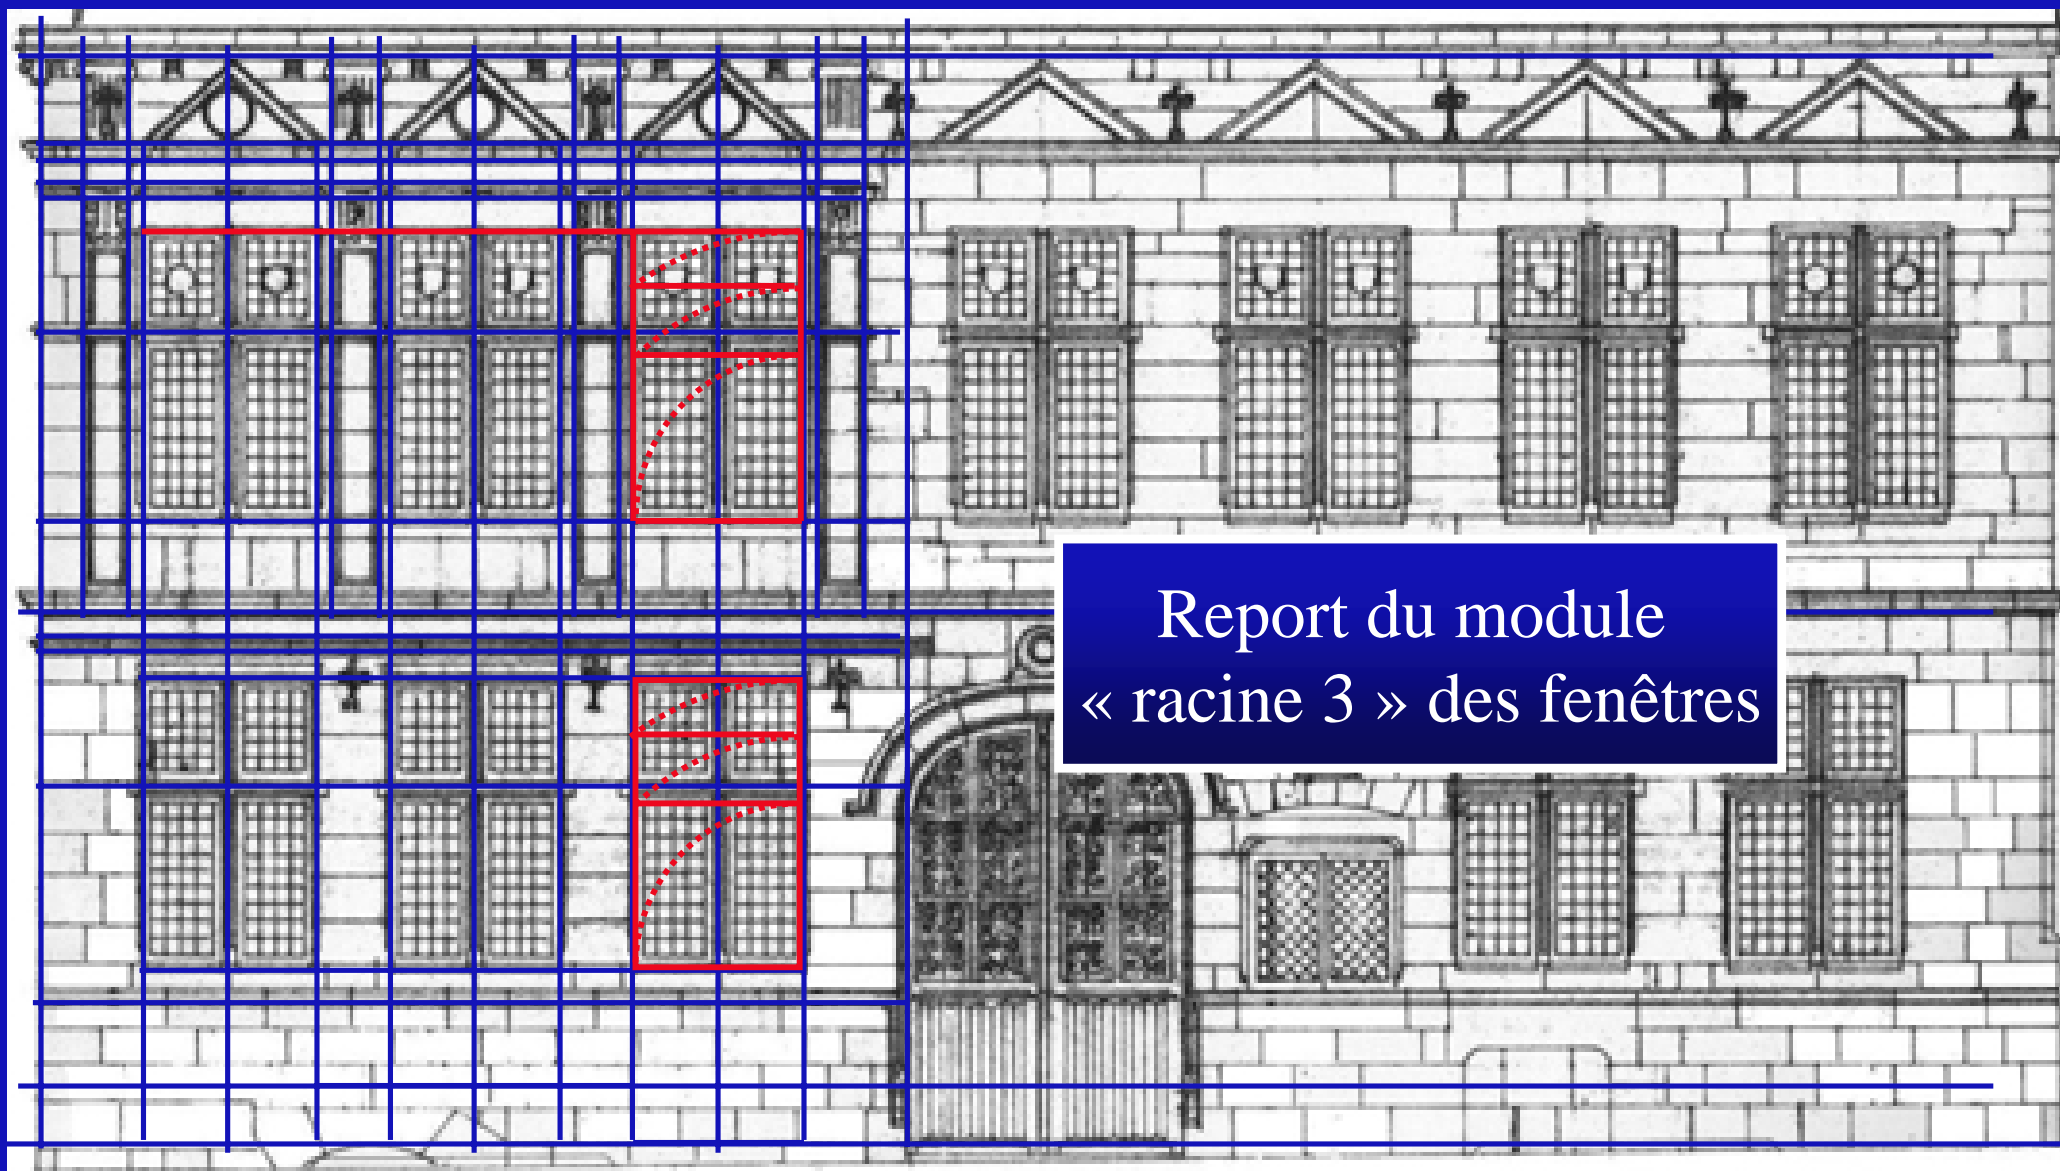 Report du module
« racine 3 » des fenêtres